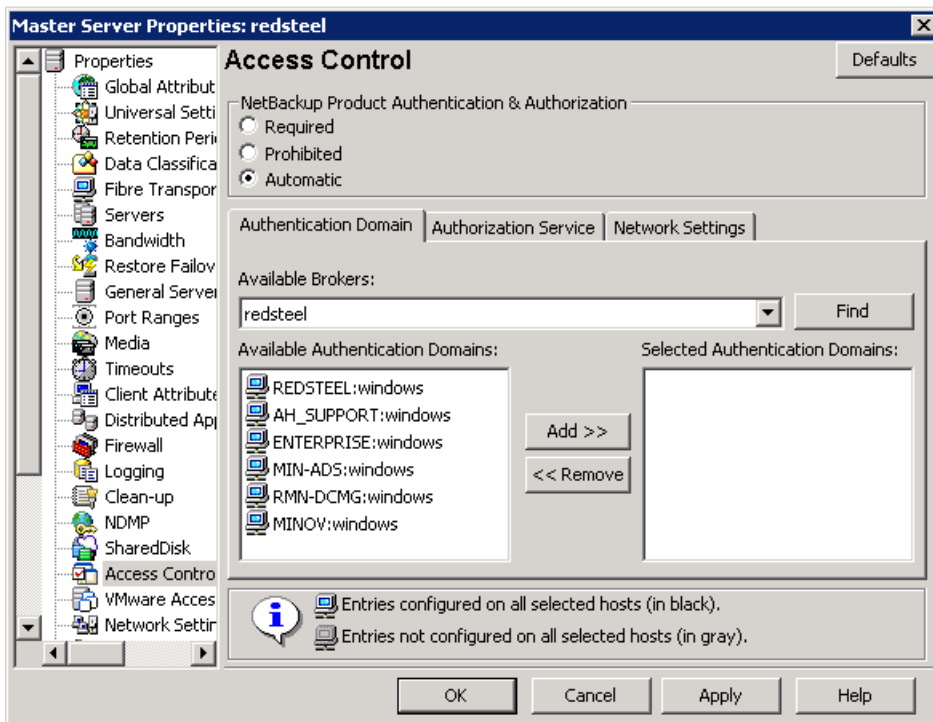 Master Server Properties: redsteel
Properties
Global Attribut
Universal Setti
Retention Peri
Data Classifica
Fibre Transpor
Servers
Bandwidth
Restore Failov
General Server
Port Ranges
Media
Timeouts
Client Attribute
Distributed App
Firewall
Logging
Clean-up
NDMP
SharedDisk
Access Contro
VMware Acces
Network Settin
Access Control
Defaults
NetBackup Product Authentication & Authorization
Required
Prohibited
Automatic
Authentication Domain
Authorization Service
Network Settings
Available Brokers:
redsteel
Find
Available Authentication Domains:
Selected Authentication Domains:
REDSTEEL:windows
AH_SUPPORT:windows
ENTERPRISE:windows
MIN-ADS:windows
RMN-DCMG:windows
MINOV:windows
Add >>
<< Remove
Entries configured on all selected hosts (in black).
Entries not configured on all selected hosts (in gray).
OK
Cancel
Apply
Help